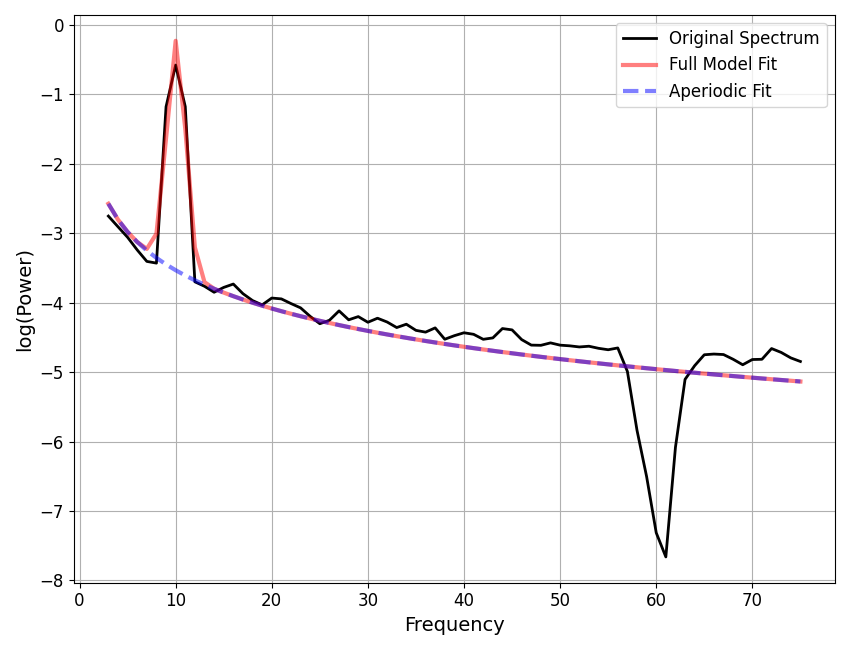 Original Spectrum
Full Model Fit
Aperiodic Fit
0
−1
−2
−3
−4
−5
−6
−7
−8
log(Power)
0 10 20 30 40 50 60 70
Frequency